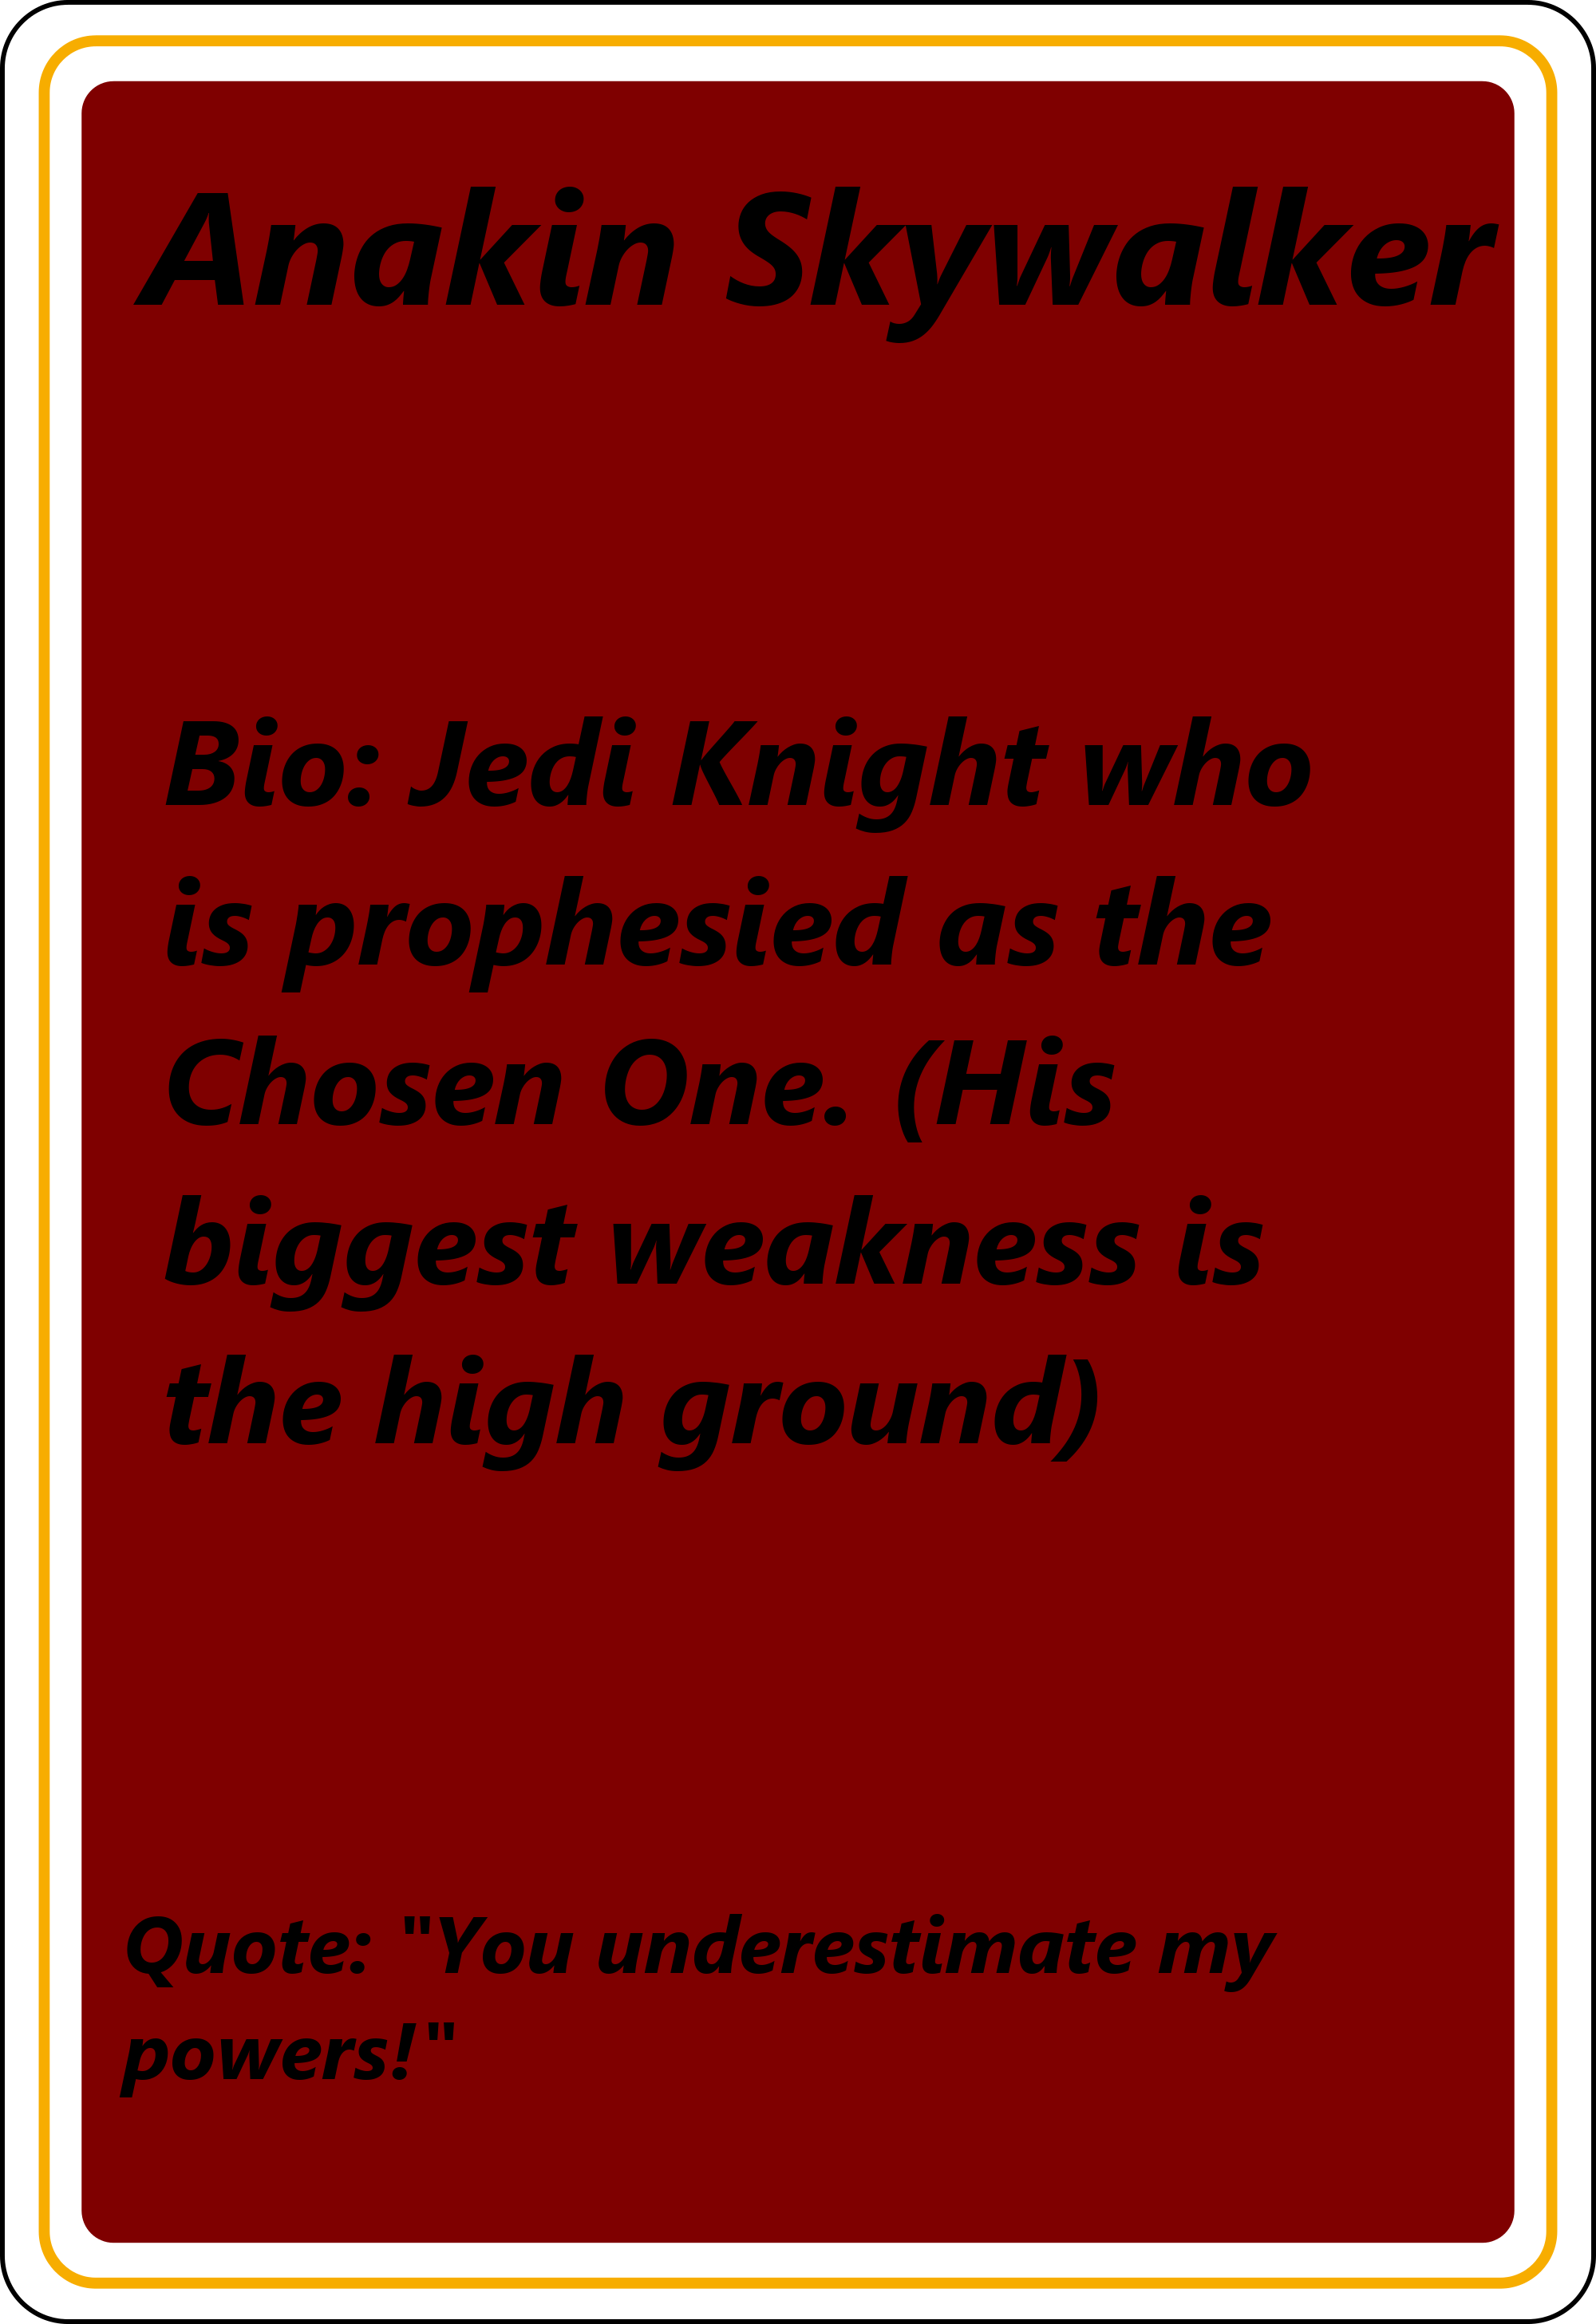 Anakin Skywalker
Bio: Jedi Knight who
is prophesied as the
Chosen One. (His
biggest weakness is
the high ground)
Quote: "You underestimate my
powers!"